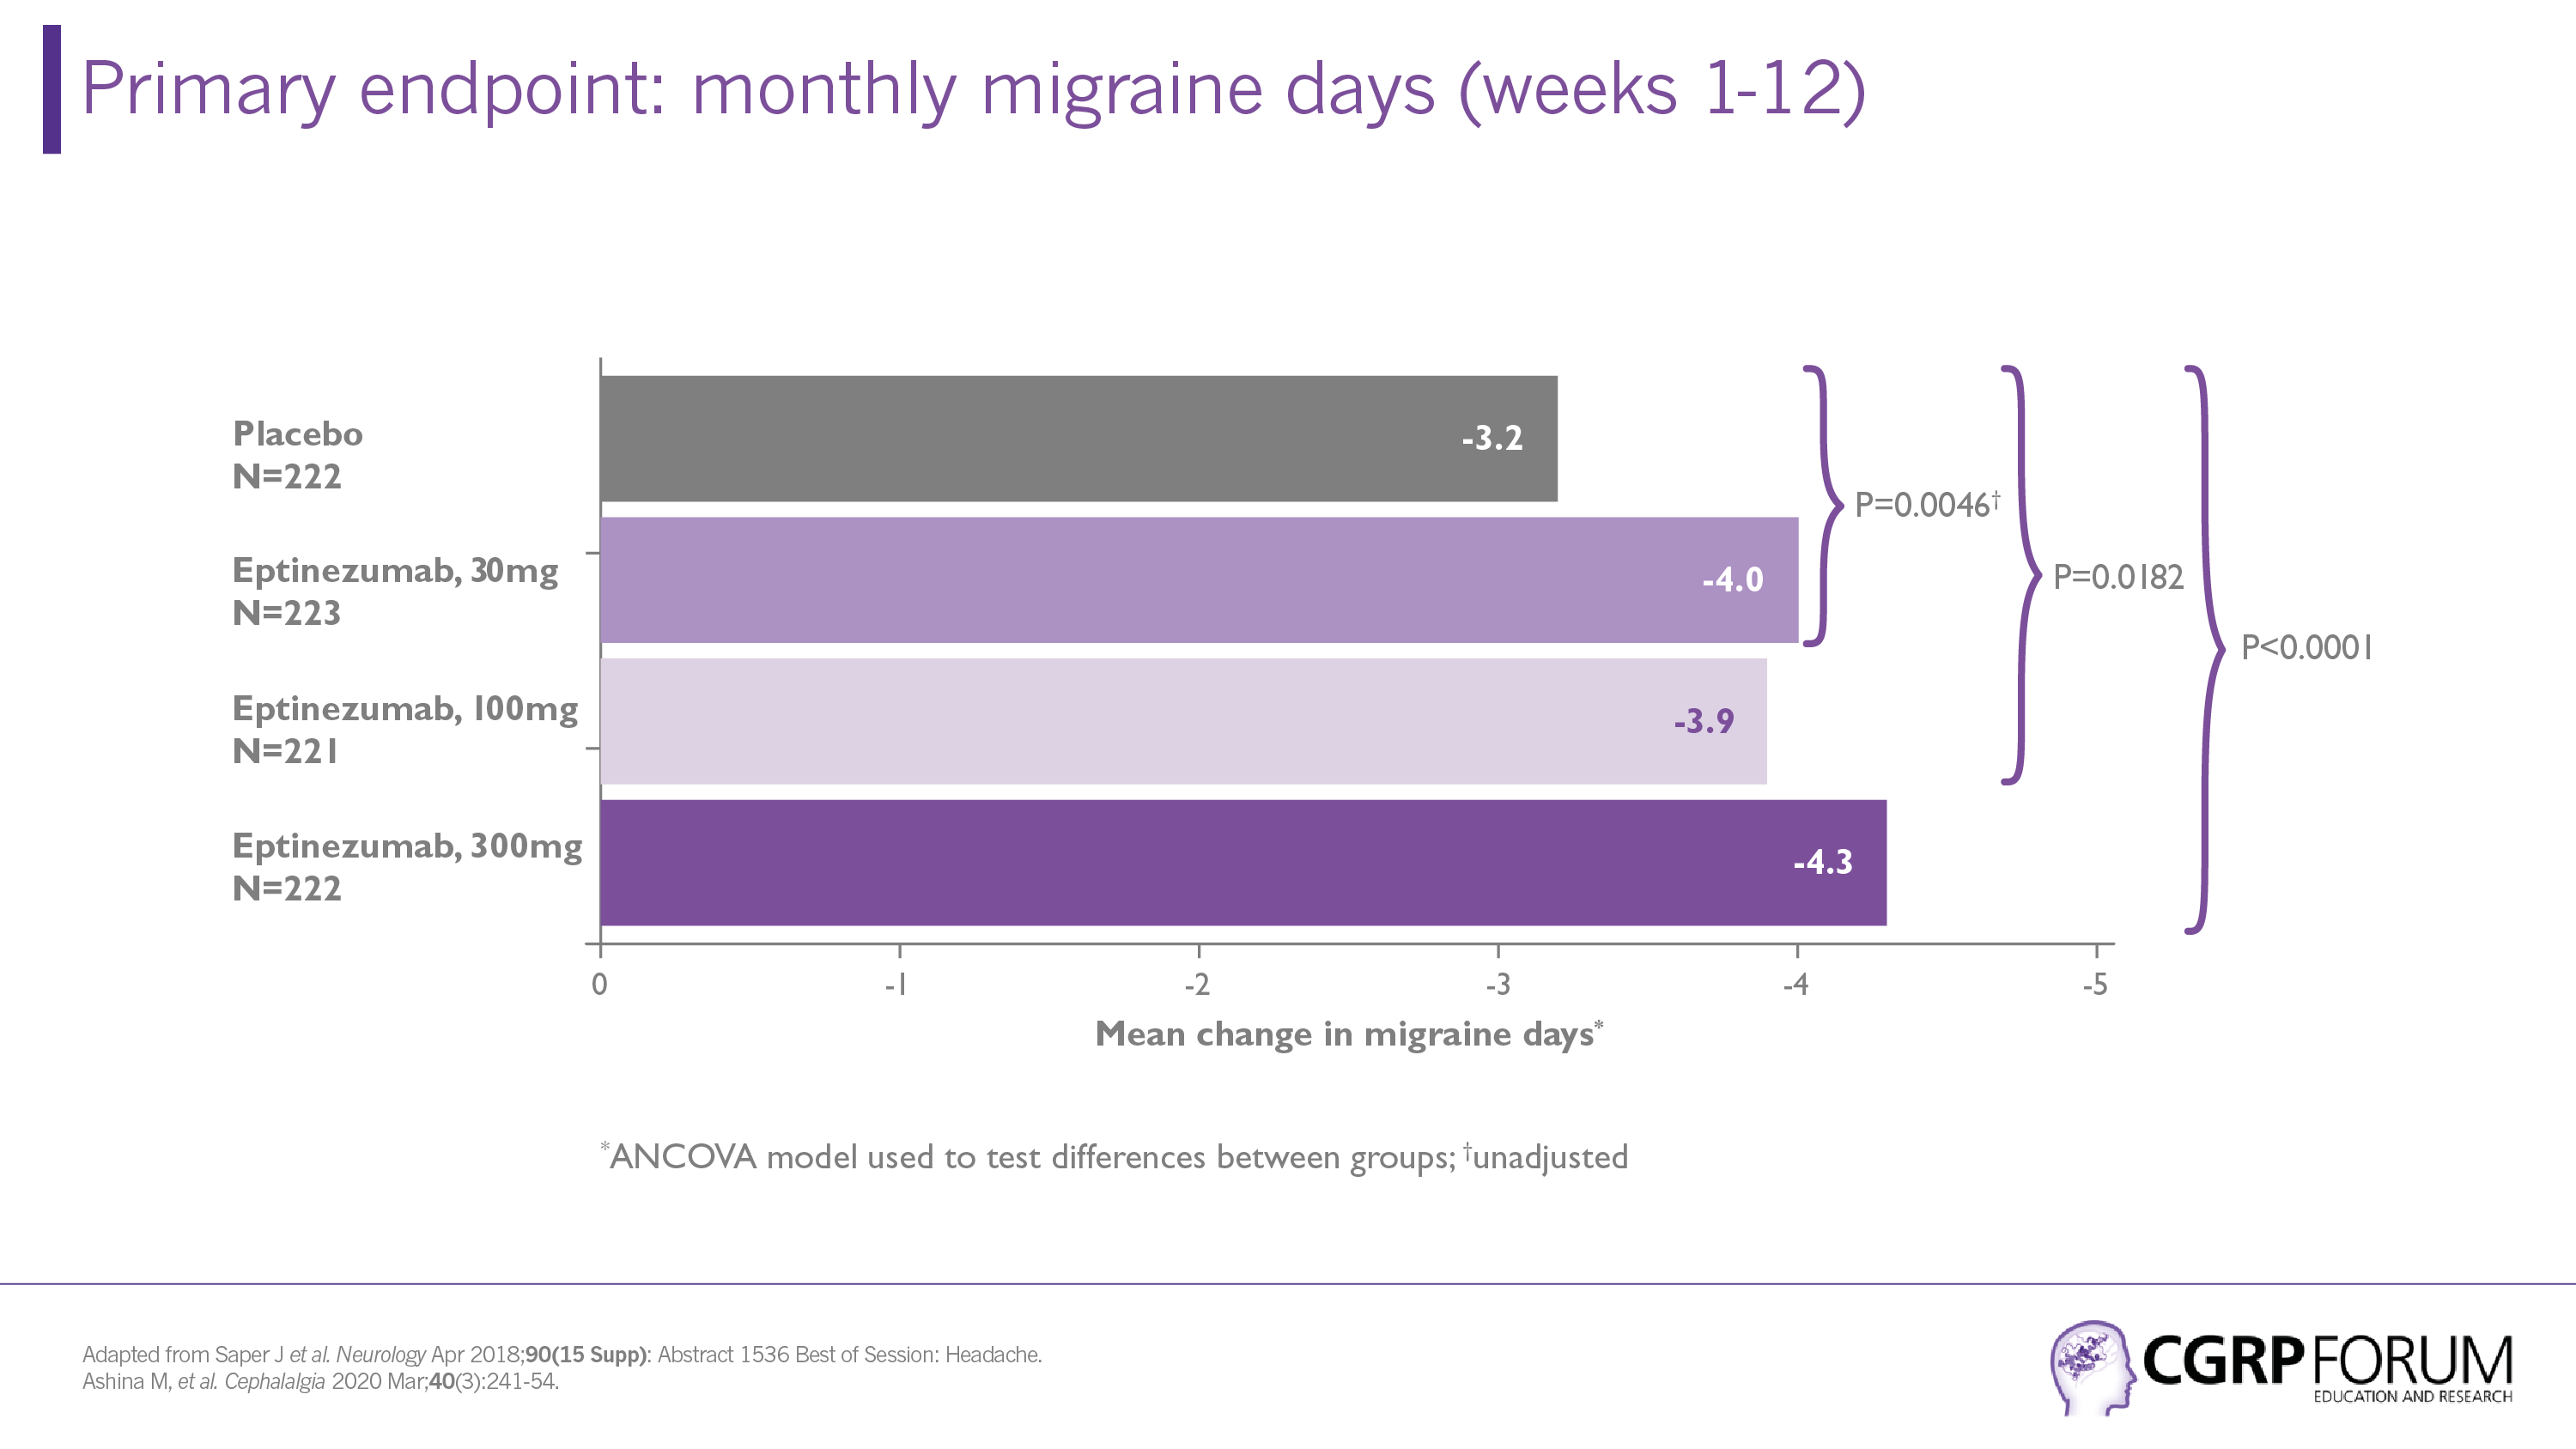 Primary endpoint: monthly migraine days (weeks 1-12)
Placebo
N=222
-3.2
Eptinezumab, 30mg
N=223
-4.0
Eptinezumab, 100mg
N=221
-3.9
Eptinezumab, 300mg
N=222
-4.3
P=0.0046†
P=0.0182
P<0.0001
0 -1 -2 -3 -4 -5
Mean change in migraine days*
*ANCOVA model used to test differences between groups; †unadjusted
Adapted from Saper J et al. Neurology Apr 2018;90(15 Supp): Abstract 1536 Best of Session: Headache.
Ashina M, et al. Cephalalgia 2020 Mar;40(3):241-54.
CGRP FORUM
EDUCATION AND RESEARCH